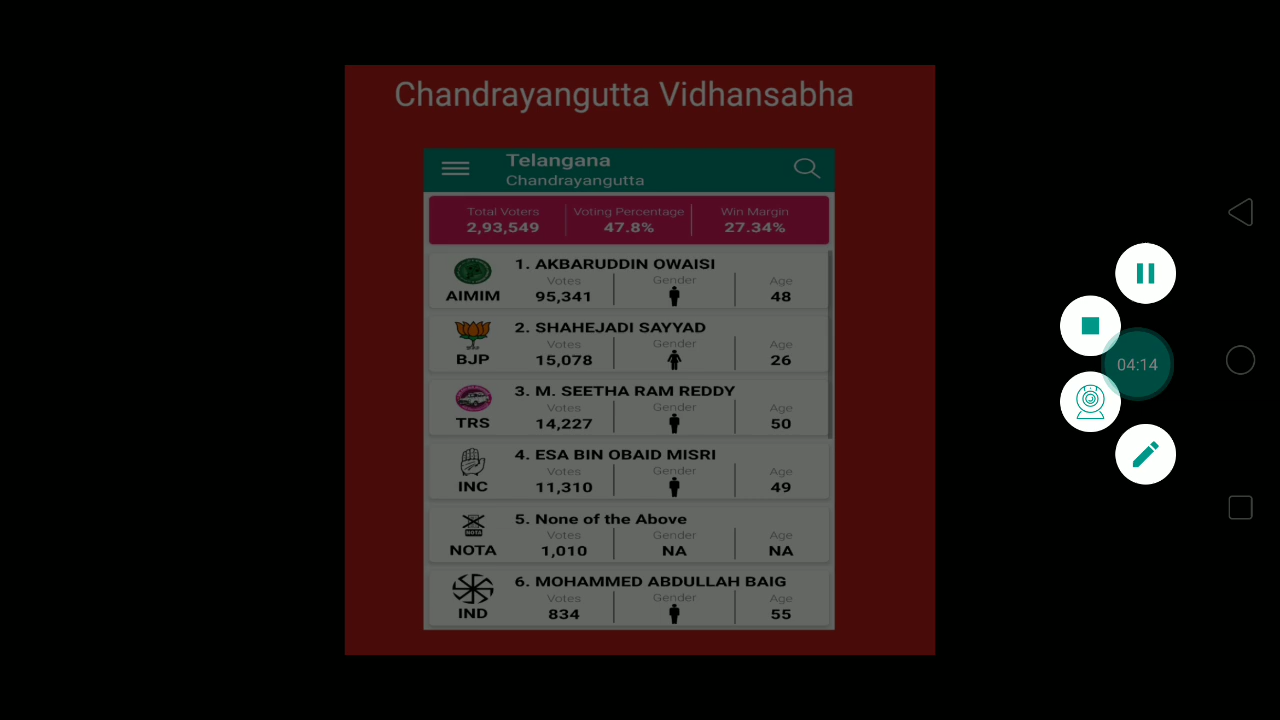 Chandrayangutta Vidhansabha
Telangana
Chandrayangutta
Total Voters Voting Percentage Win Margin
2,93,549 47.8% 27.34%
1. AKBARUDDIN OWAISI
Votes Gender Age
AIMIM 95,341 48
2. SHAHEJADI SAYYAD
Votes Gender Age
BJP 15,078 26
3. M. SEETHA RAM REDDY
Votes Gender Age
TRS 14,227 50
4. ESA BIN OBAID MISRI
Votes Gender Age
INC 11,310 49
5. None of the Above
Votes Gender Age
NOTA
NOTA 1,010 NA NA
6. MOHAMMED ABDULLAH BAIG
Votes Gender Age
IND 834 55
04:14